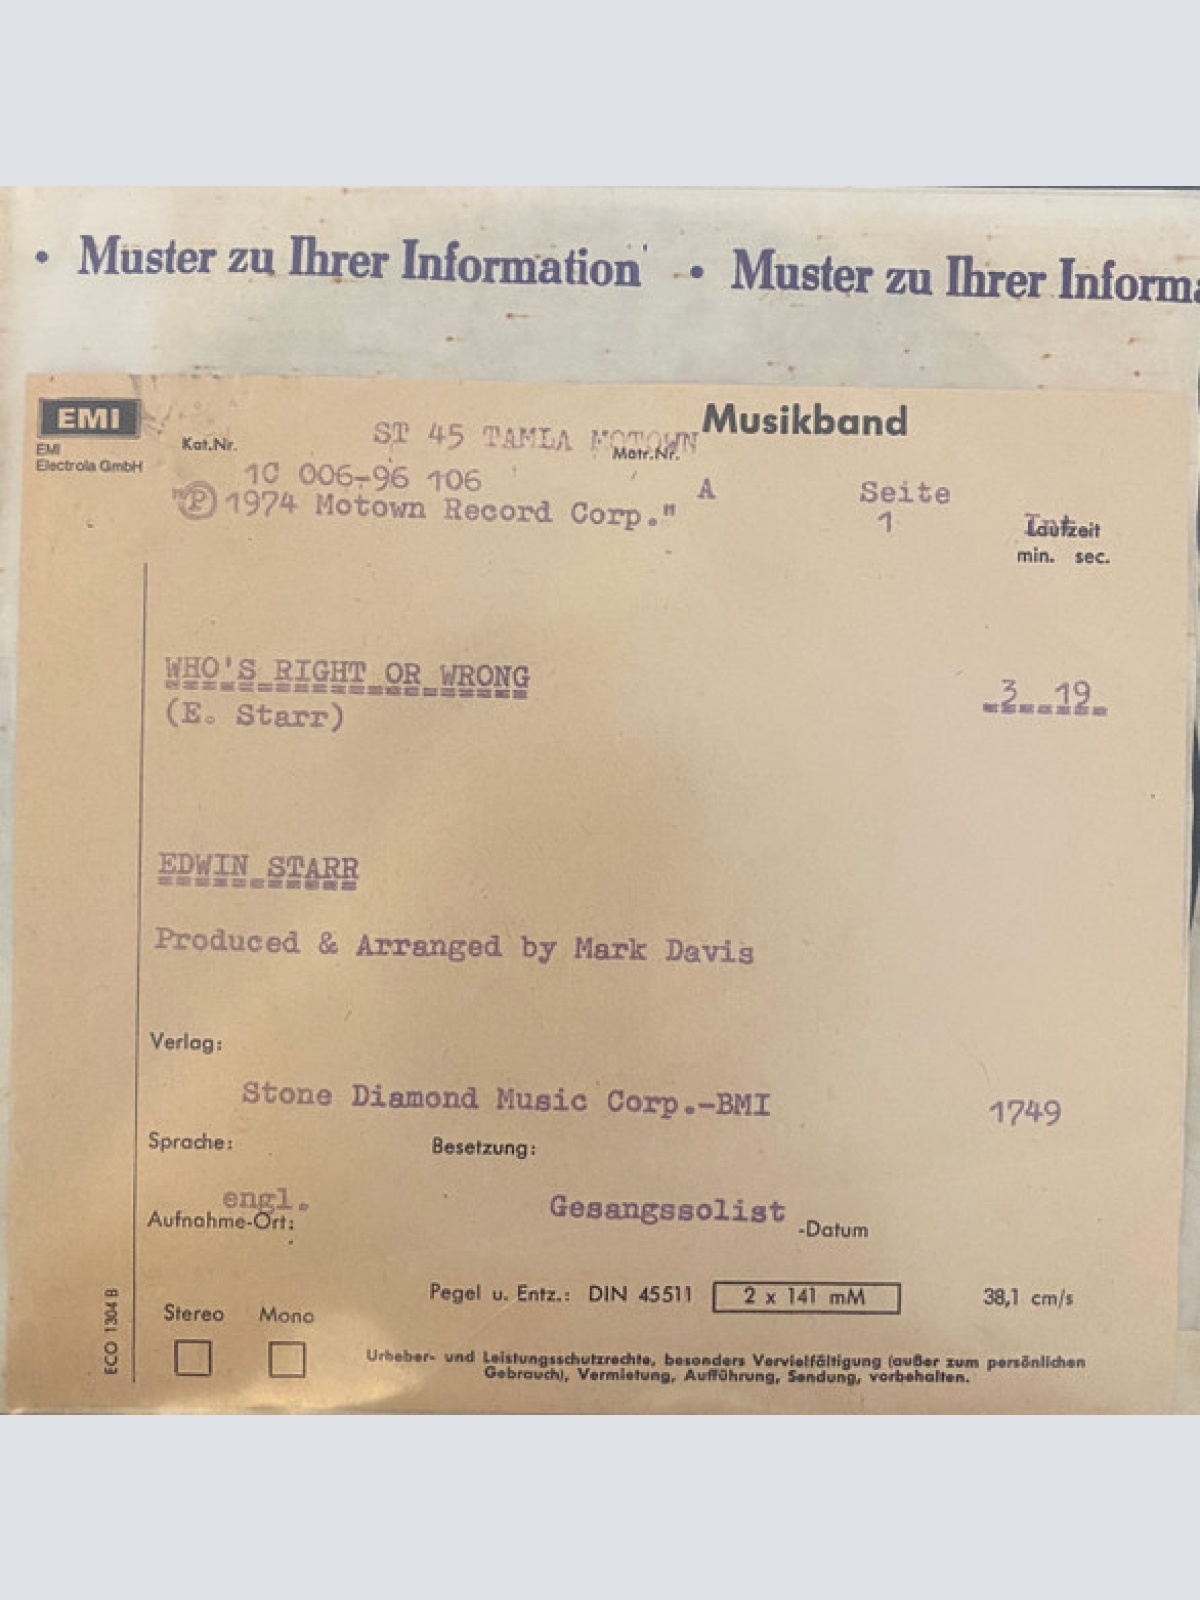 • Muster zu Ihrer Information • Muster zu Ihrer Informa
EMI
EMI
Electrola GmbH
Musikband
Kat.Nr. ST 45 TAMLA MOTOWN
Matr.Nr.
1C 006-96 106 A Seite
℗ 1974 Motown Record Corp." 1
Laufzeit
min. sec.
WHO'S RIGHT OR WRONG 3 19
(E. Starr)
EDWIN STARR
Produced & Arranged by Mark Davis
Verlag:
Stone Diamond Music Corp.-BMI 1749
Sprache: Besetzung:
engl. Gesangssolist
Aufnahme-Ort: -Datum
Pegel u. Entz.: DIN 45511 2 x 141 mM 38,1 cm/s
Stereo Mono
Urheber- und Leistungsschutzrechte, besonders Vervielfältigung (außer zum persönlichen
Gebrauch), Vermietung, Aufführung, Sendung, vorbehalten.
ECO 1304 B